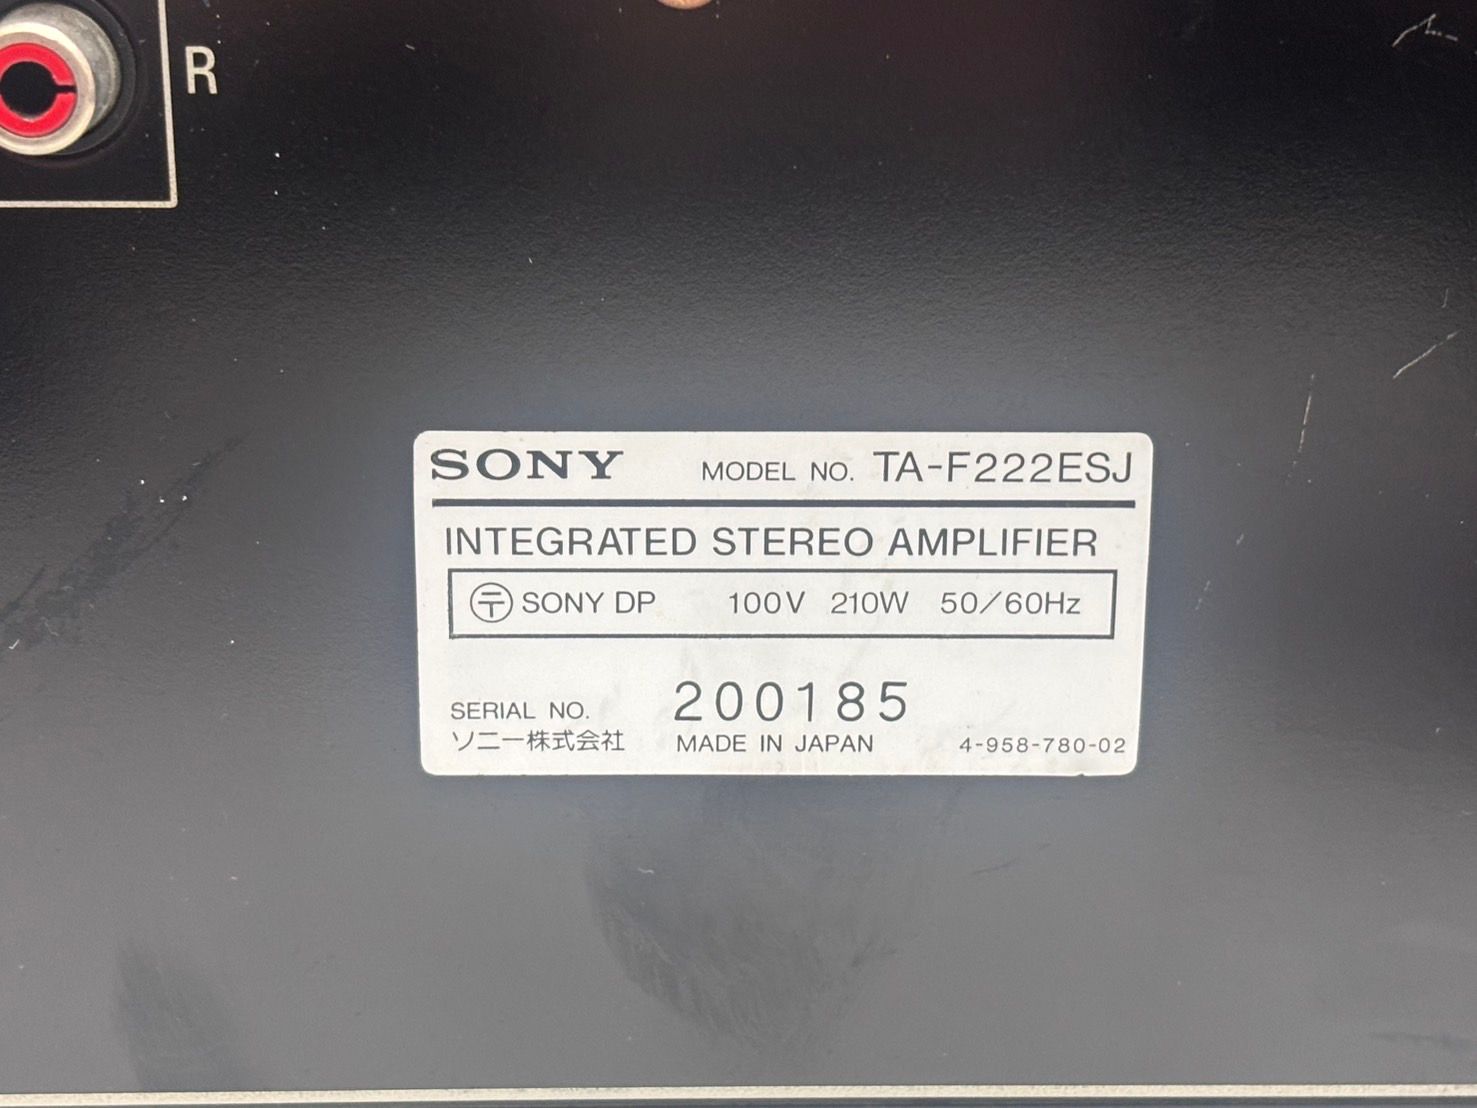 R
SONY MODEL NO. TA-F222ESJ
INTEGRATED STEREO AMPLIFIER
〒 SONY DP 100V 210W 50/60Hz
SERIAL NO. 200185
ソニー株式会社 MADE IN JAPAN 4-958-780-02